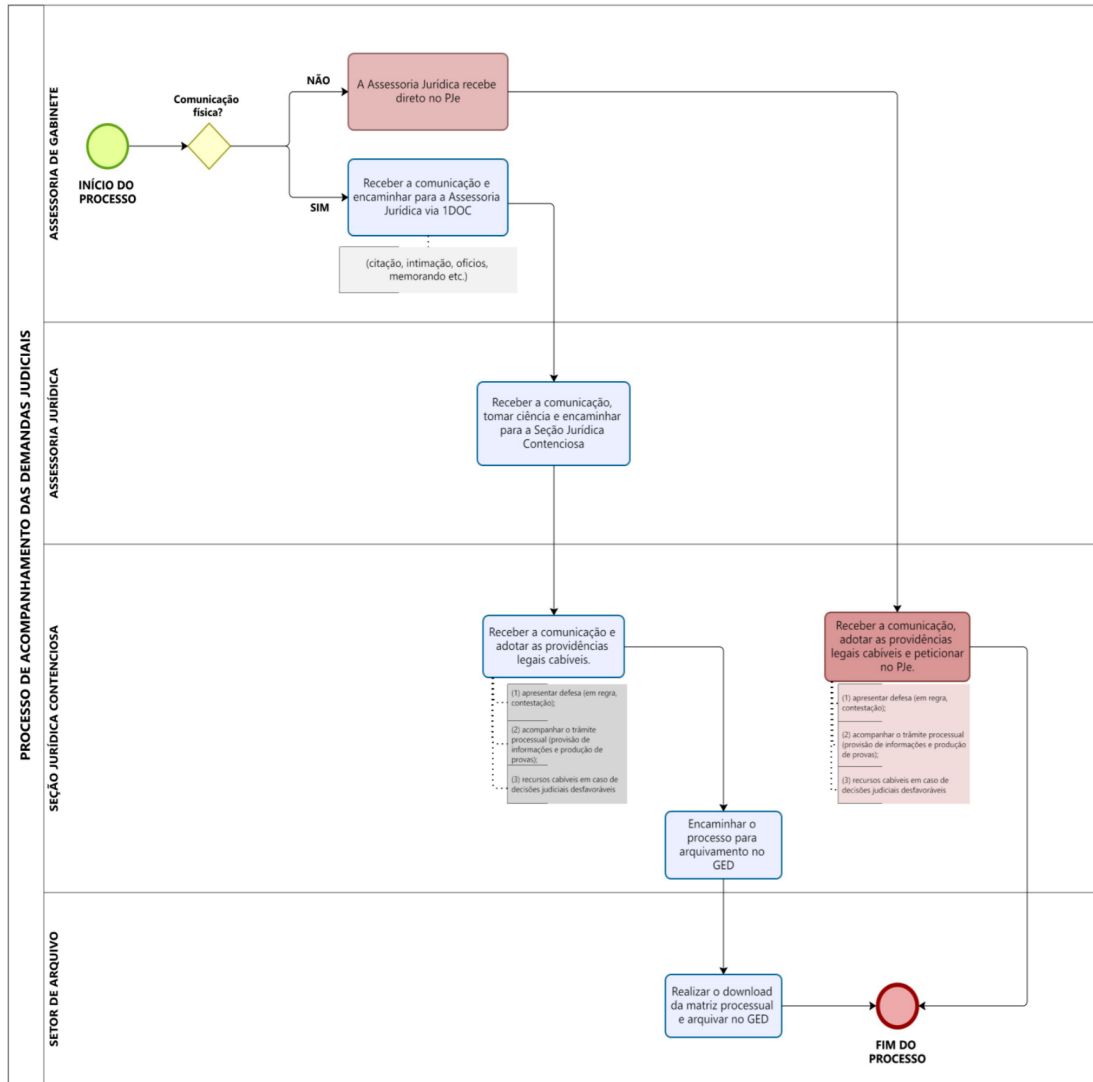 PROCESSO DE ACOMPANHAMENTO DAS DEMANDAS JUDICIAIS
ASSESSORIA DE GABINETE
INÍCIO DO
PROCESSO
Comunicação
física?
NÃO
A Assessoria Jurídica recebe
direto no PJe
SIM
Receber a comunicação e
encaminhar para a Assessoria
Jurídica via 1DOC
(citação, intimação, ofícios,
memorando etc.)
ASSESSORIA JURÍDICA
Receber a comunicação,
tomar ciência e encaminhar
para a Seção Jurídica
Contenciosa
SEÇÃO JURÍDICA CONTENCIOSA
Receber a comunicação e
adotar as providências
legais cabíveis.
(1) apresentar defesa (em regra,
contestação);
(2) acompanhar o trâmite
processual (provisão de
informações e produção de
provas);
(3) recursos cabíveis em caso de
decisões judiciais desfavoráveis
Receber a comunicação,
adotar as providências
legais cabíveis e peticionar
no PJe.
(1) apresentar defesa (em regra,
contestação);
(2) acompanhar o trâmite processual
(provisão de informações e produção
de provas);
(3) recursos cabíveis em caso de
decisões judiciais desfavoráveis
Encaminhar o
processo para
arquivamento no
GED
SETOR DE ARQUIVO
Realizar o download
da matriz processual
e arquivar no GED
FIM DO
PROCESSO